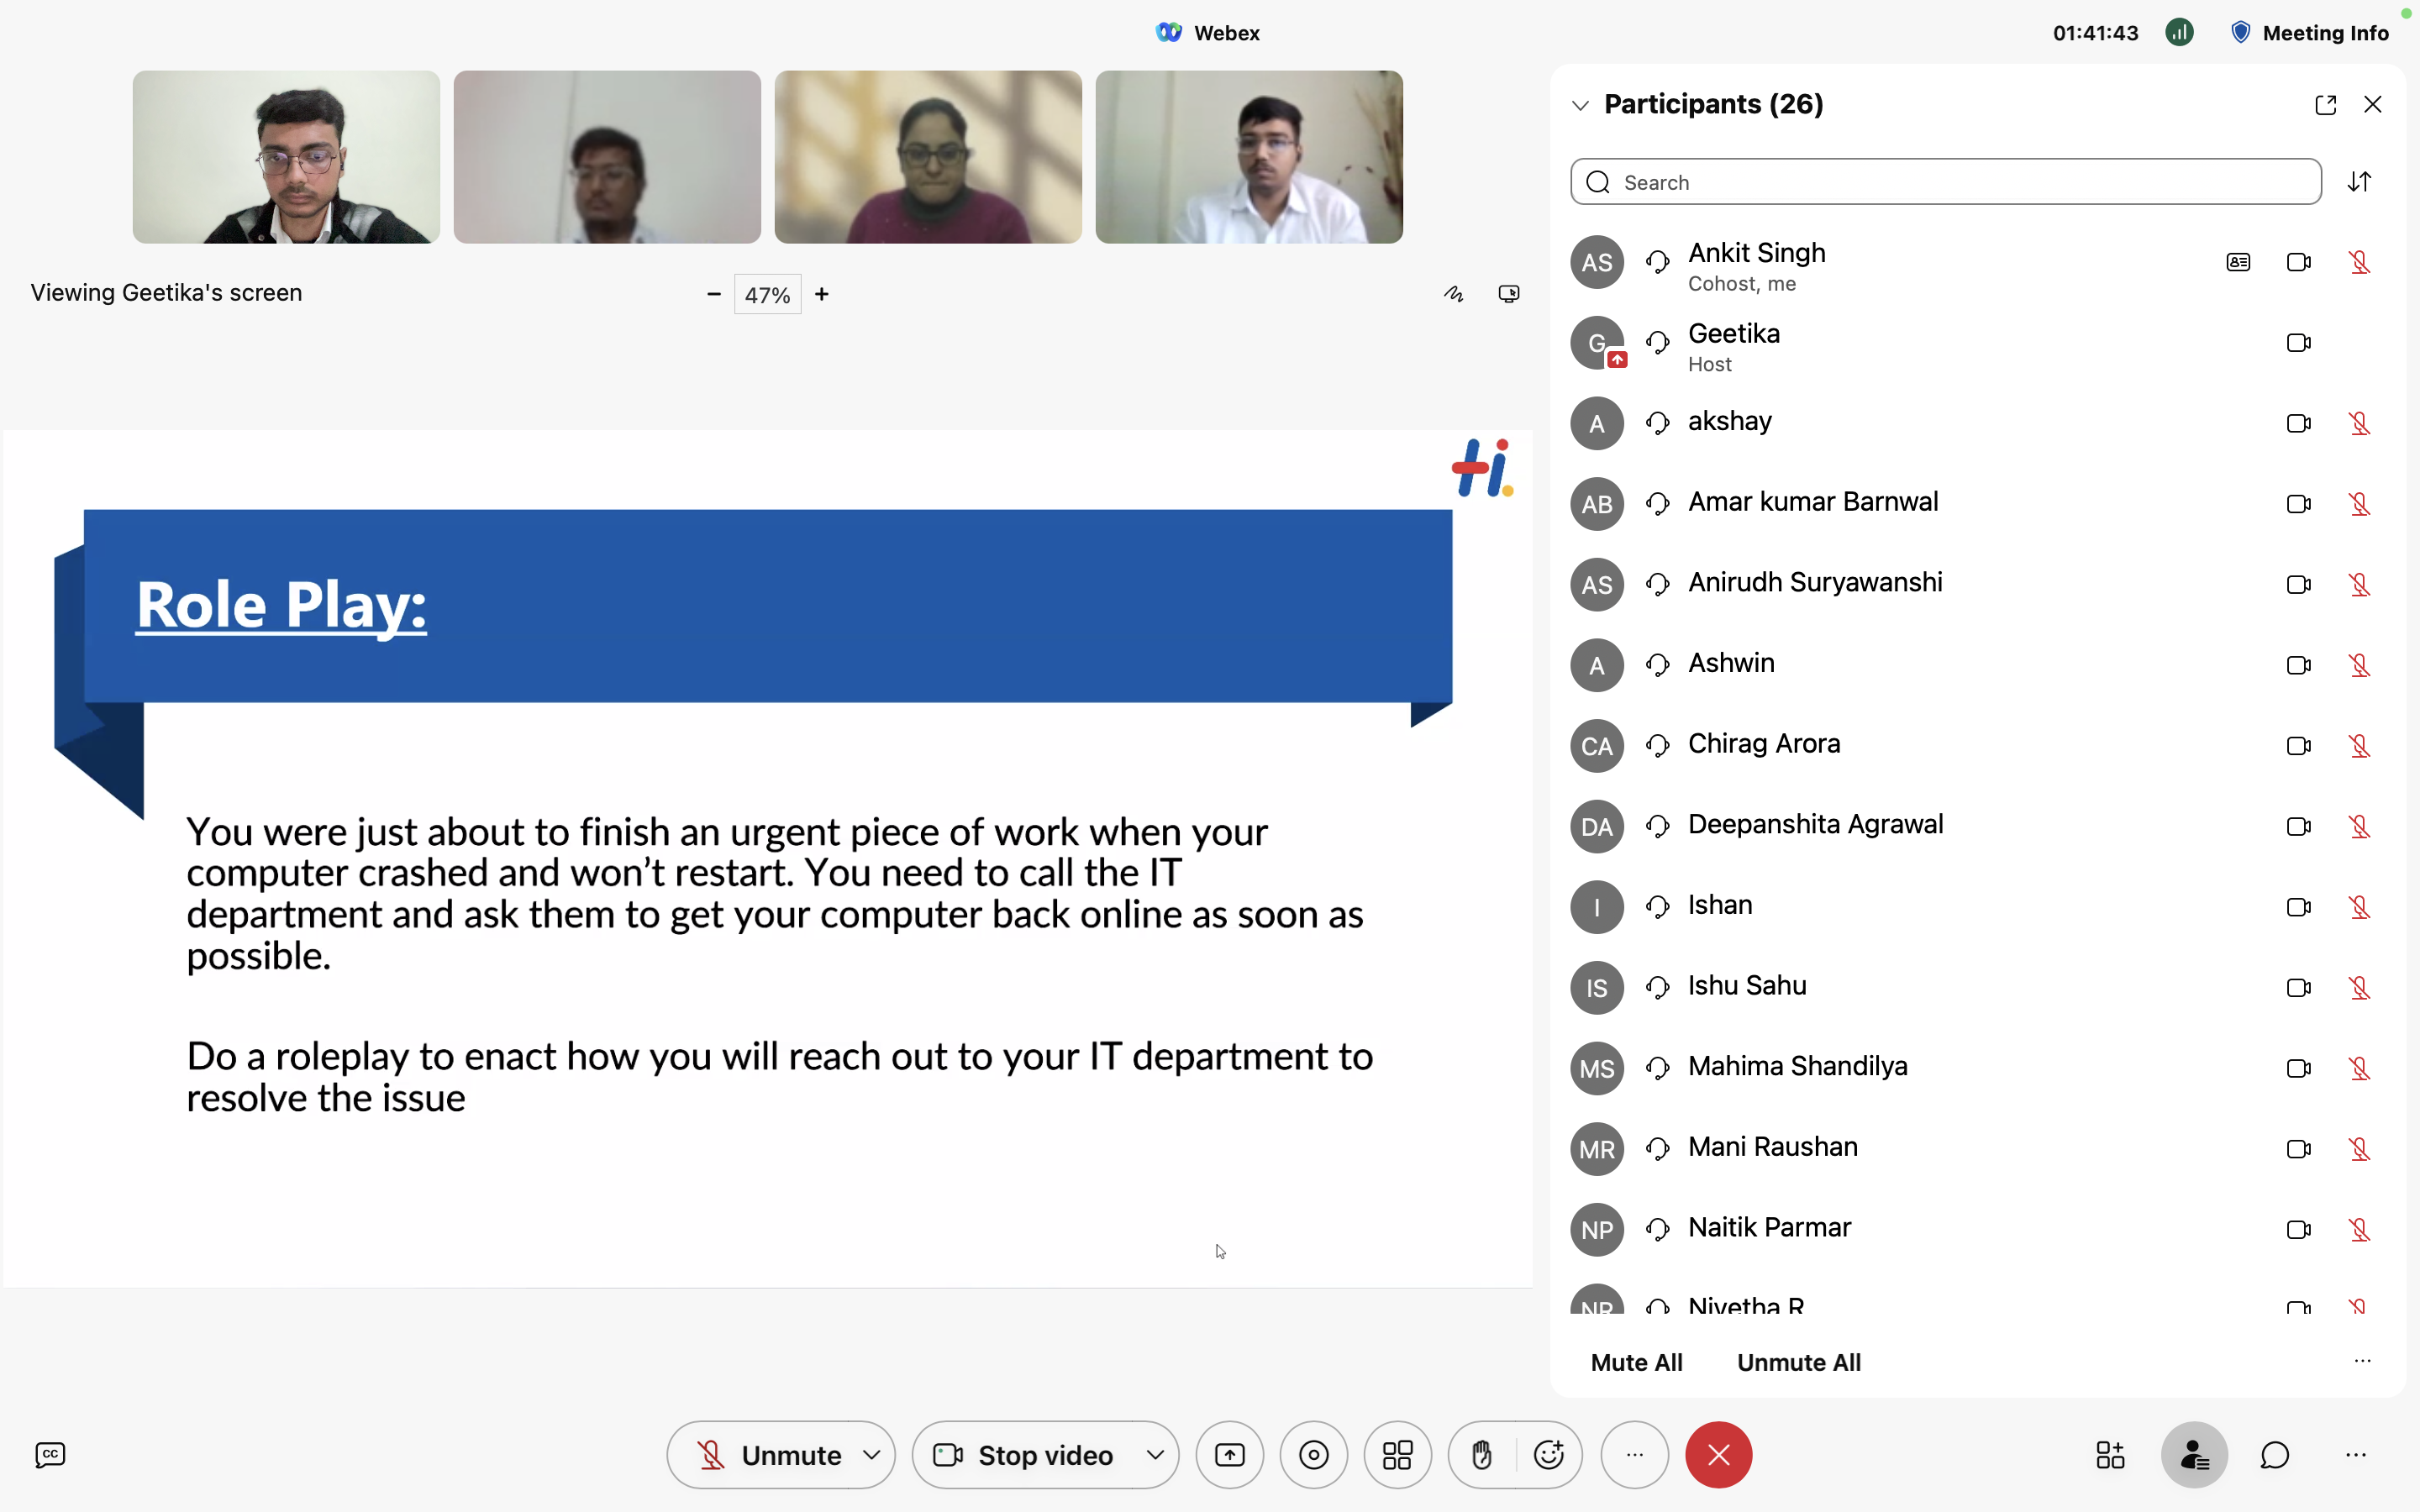 Webex
01:41:43
Meeting Info
Viewing Geetika's screen
47%
Hi.
Role Play:
You were just about to finish an urgent piece of work when your
computer crashed and won’t restart. You need to call the IT
department and ask them to get your computer back online as soon as
possible.
Do a roleplay to enact how you will reach out to your IT department to
resolve the issue
Participants (26)
Search
AS Ankit Singh
Cohost, me
G Geetika
Host
A akshay
AB Amar kumar Barnwal
AS Anirudh Suryawanshi
A Ashwin
CA Chirag Arora
DA Deepanshita Agrawal
I Ishan
IS Ishu Sahu
MS Mahima Shandilya
MR Mani Raushan
NP Naitik Parmar
NR Nivetha R
Mute All Unmute All
CC
Unmute
Stop video